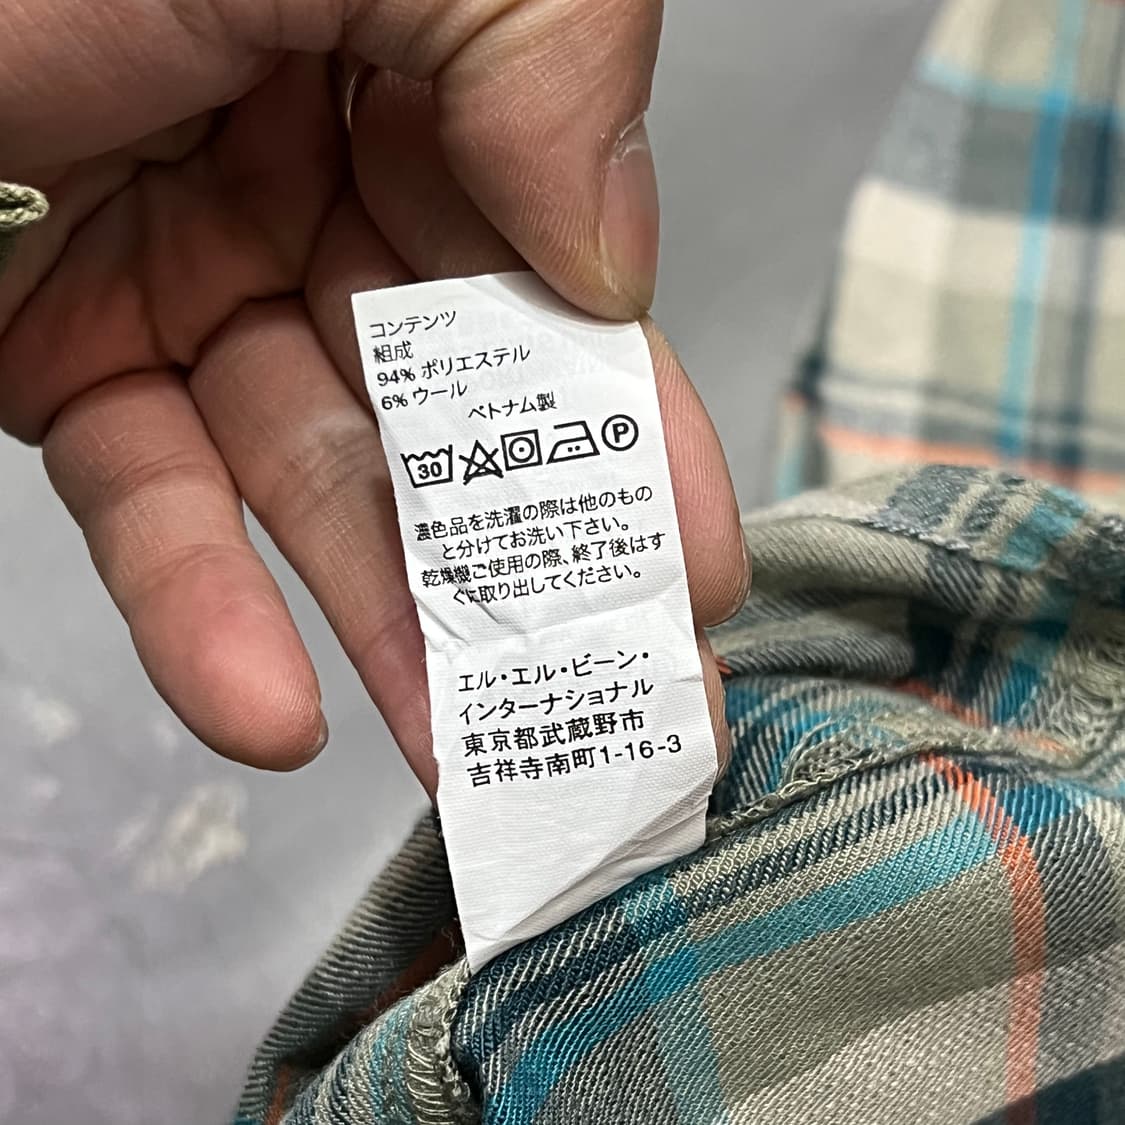 コンテンツ
組成
94% ポリエステル
6% ウール
ベトナム製
30 P
濃色品を洗濯の際は他のもの
と分けてお洗い下さい。
乾燥機ご使用の際、終了後はす
ぐに取り出してください。
エル・エル・ビーン・
インターナショナル
東京都武蔵野市
吉祥寺南町1-16-3